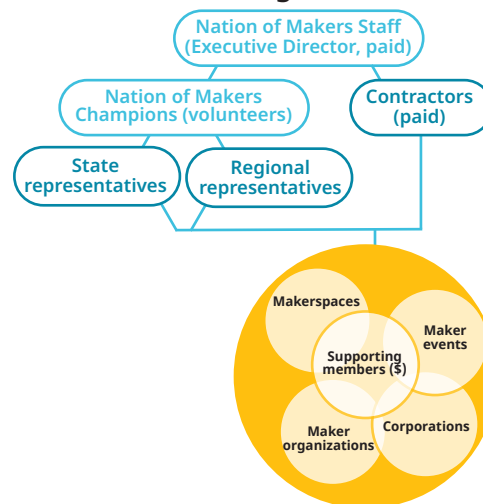 Nation of Makers Staff
(Executive Director, paid)
Nation of Makers
Champions (volunteers)
Contractors
(paid)
State
representatives
Regional
representatives
Makerspaces
Maker
events
Supporting
members ($)
Maker
organizations
Corporations